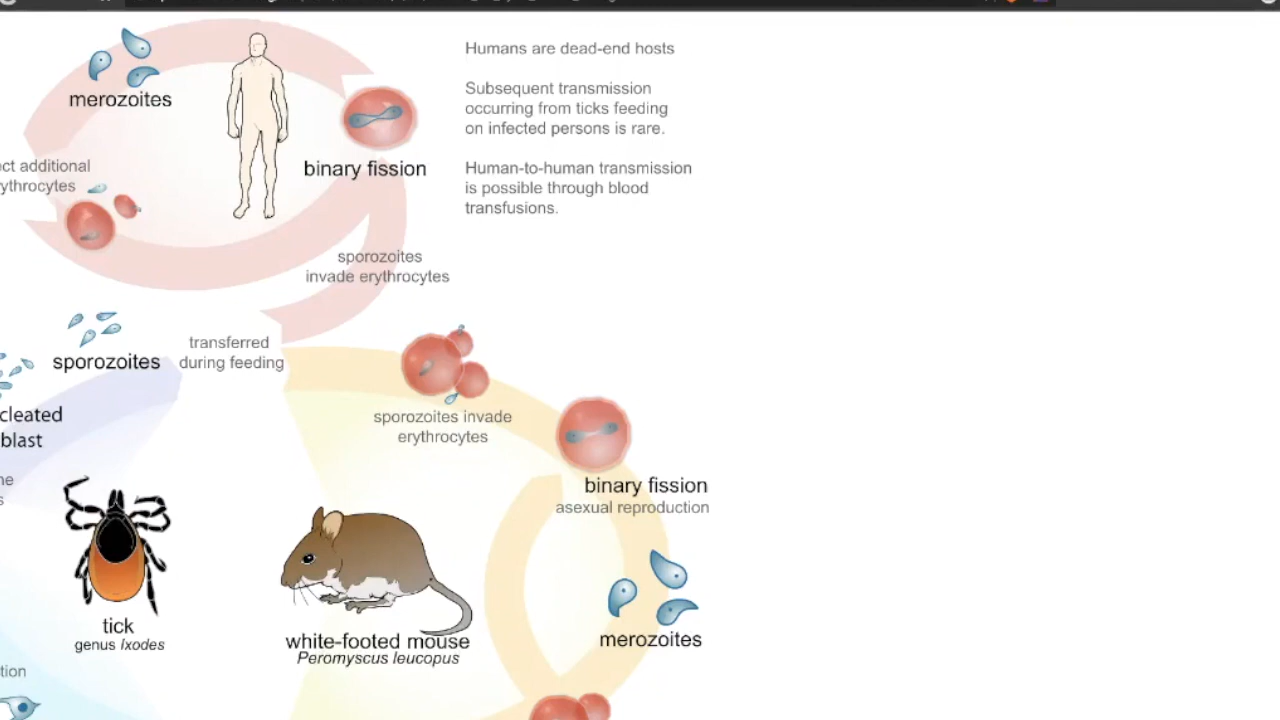 merozoites
Humans are dead-end hosts
Subsequent transmission
occurring from ticks feeding
on infected persons is rare.
binary fission
Human-to-human transmission
is possible through blood
transfusions.
ect additional
ythrocytes
sporozoites
invade erythrocytes
sporozoites
transferred
during feeding
cleated
blast
sporozoites invade
erythrocytes
binary fission
asexual reproduction
tick
genus Ixodes
white-footed mouse
Peromyscus leucopus
merozoites
tion